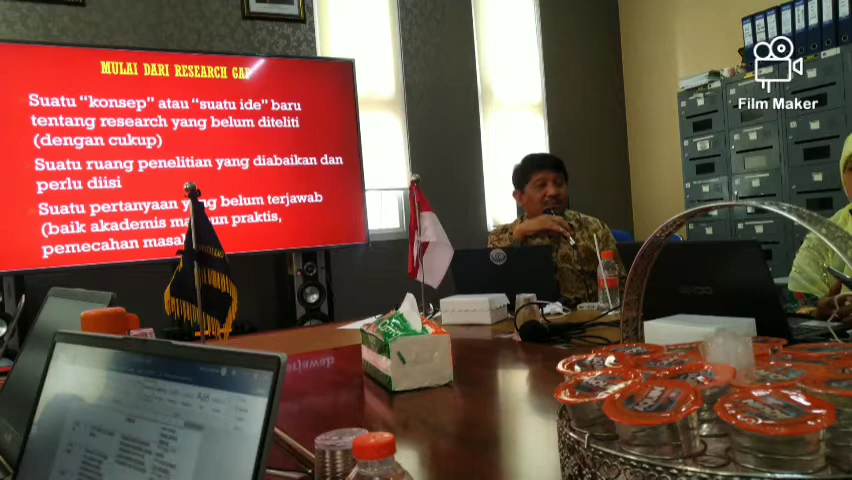 MULAI DARI RESEARCH GAP
Suatu "konsep" atau "suatu ide" baru
tentang research yang belum diteliti
(dengan cukup)
Suatu ruang penelitian yang diabaikan dan
perlu diisi
Suatu pertanyaan yang belum terjawab
(baik akademis maupun praktis,
pemecahan masalah
Film Maker